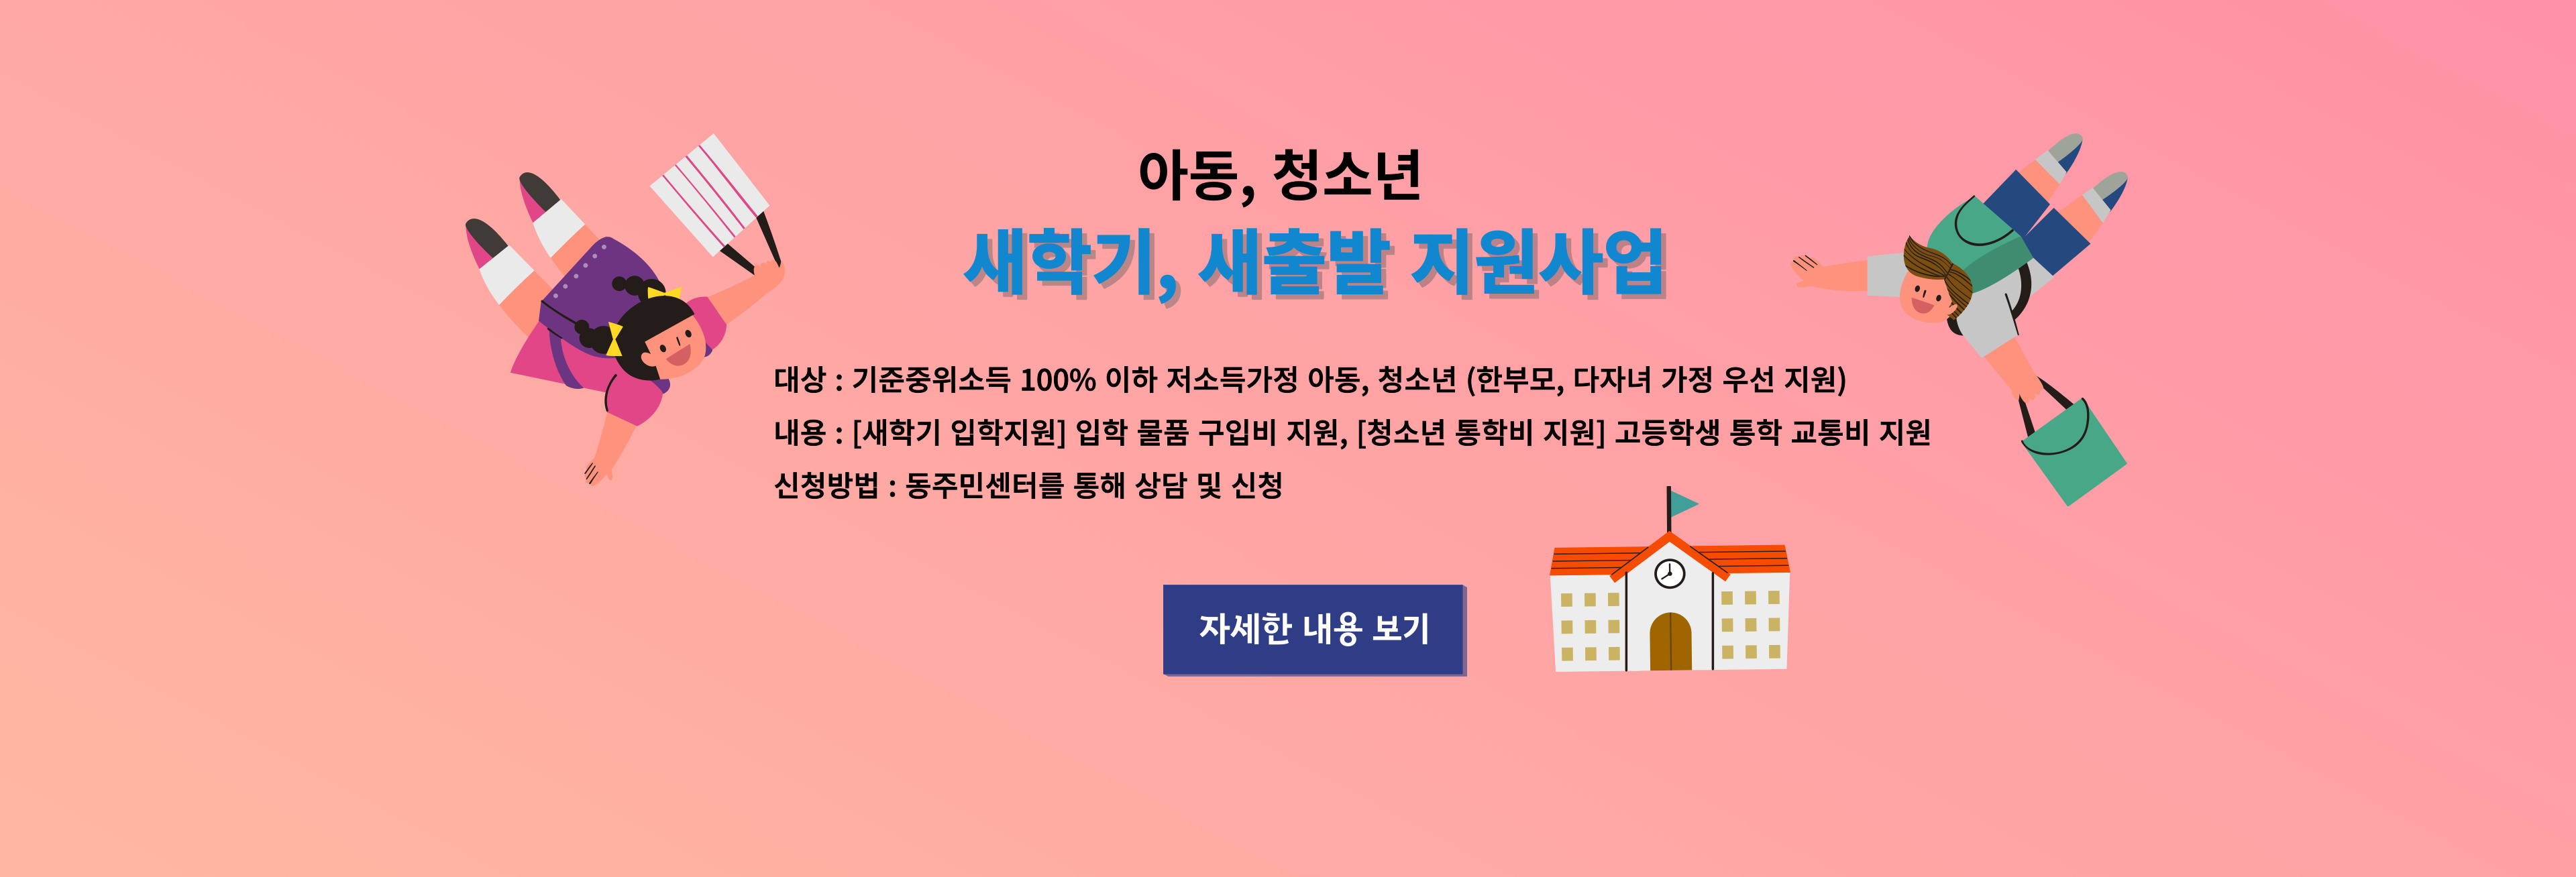 아동, 청소년
새학기, 새출발 지원사업
대상 : 기준중위소득 100% 이하 저소득가정 아동, 청소년 (한부모, 다자녀 가정 우선 지원)
내용 : [새학기 입학지원] 입학 물품 구입비 지원, [청소년 통학비 지원] 고등학생 통학 교통비 지원
신청방법 : 동주민센터를 통해 상담 및 신청
자세한 내용 보기